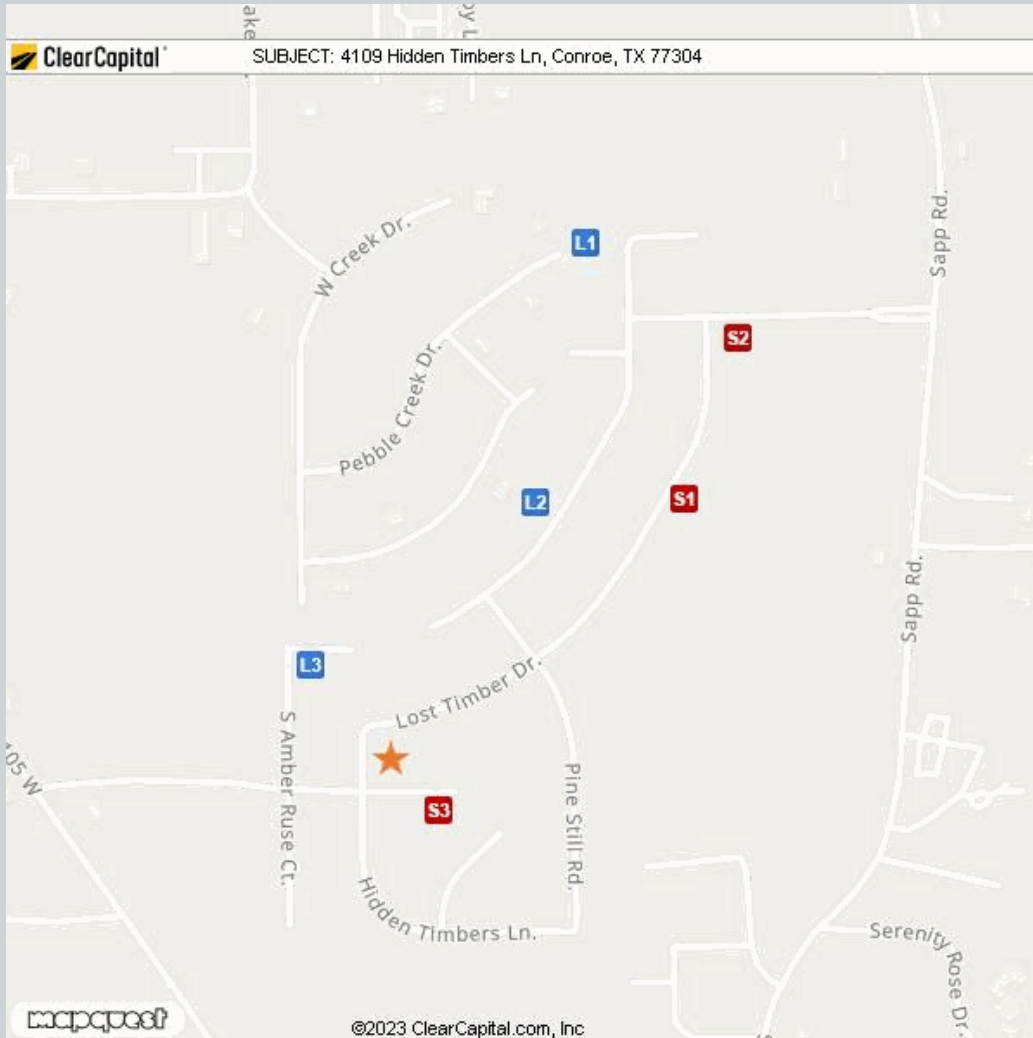 ClearCapital
SUBJECT: 4109 Hidden Timbers Ln, Conroe, TX 77304
W Creek Dr.
L1
Sapp Rd.
S2
Pebble Creek Dr.
L2
S1
Sapp Rd.
L3
Lost Timber Dr.
S Amber Ruse Ct.
105 W
S3
Pine Still Rd.
Hidden Timbers Ln.
Serenity Rose Dr.
mapquest
©2023 ClearCapital.com, Inc